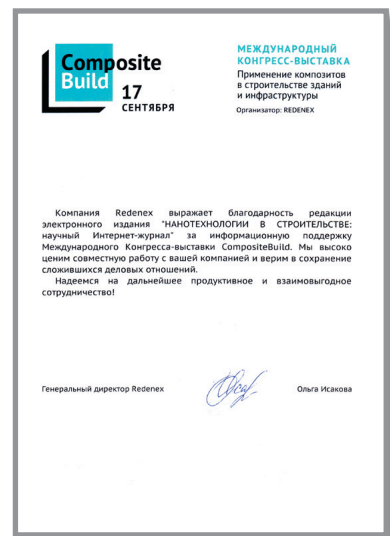 Composite
Build
17
СЕНТЯБРЯ
МЕЖДУНАРОДНЫЙ
КОНГРЕСС-ВЫСТАВКА
Применение композитов
в строительстве зданий
и инфраструктуры
Организатор: REDENEX
Компания Redenex выражает благодарность редакции
электронного издания "НАНОТЕХНОЛОГИИ В СТРОИТЕЛЬСТВЕ:
научный Интернет-журнал" за информационную поддержку
Международного Конгресса-выставки CompositeBuild. Мы высоко
ценим совместную работу с вашей компанией и верим в сохранение
сложившихся деловых отношений.
Надеемся на дальнейшее продуктивное и взаимовыгодное
сотрудничество!
Генеральный директор Redenex
Ольга Исакова